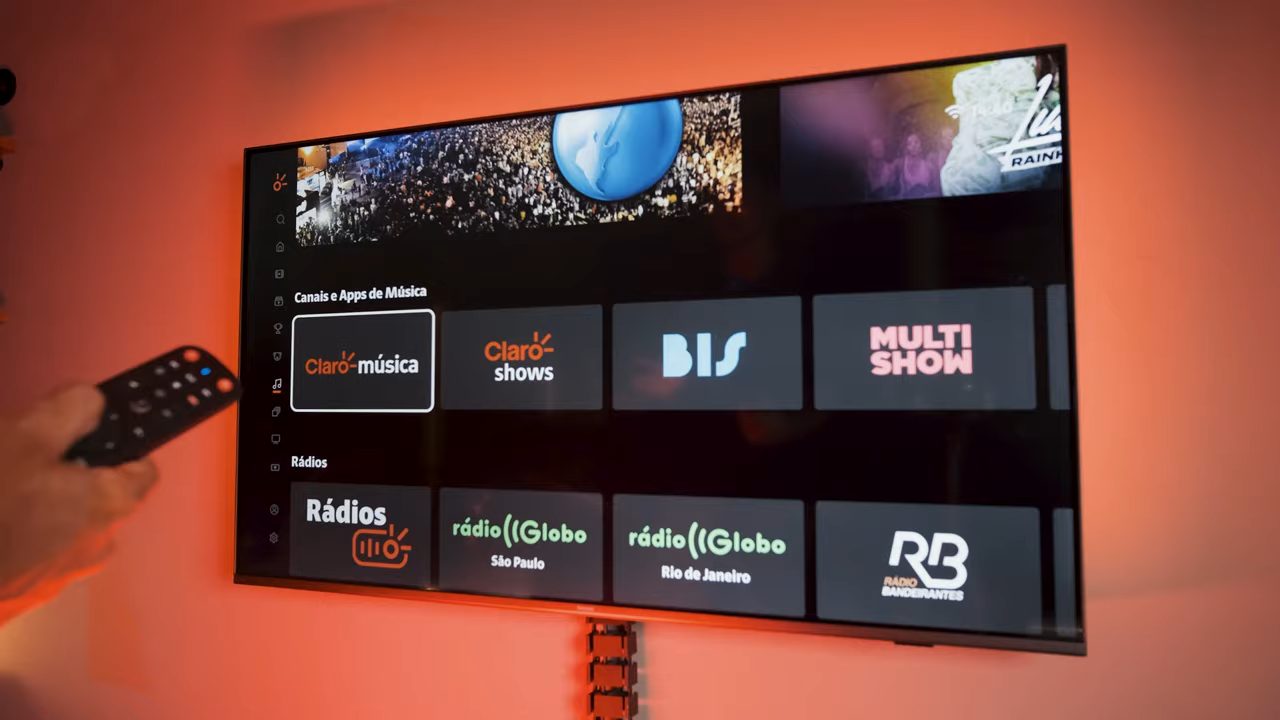 RAINH
Canais e Apps de Música
Claro música
Claro
shows
BIS
MULTI
SHOW
Rádios
Rádios
rádio Globo
São Paulo
rádio Globo
Rio de Janeiro
RB
RÁDIO
BANDEIRANTES